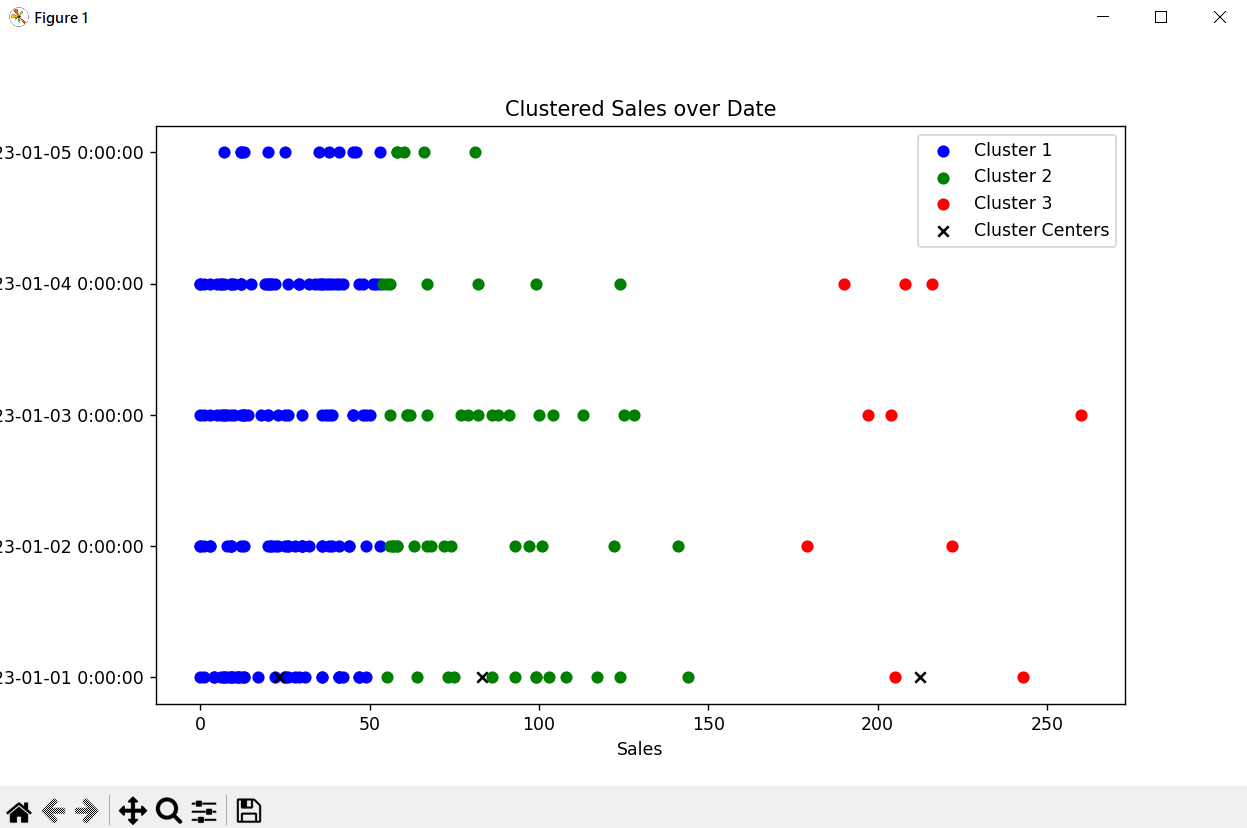 Figure 1
Clustered Sales over Date
23-01-05 0:00:00
23-01-04 0:00:00
23-01-03 0:00:00
23-01-02 0:00:00
23-01-01 0:00:00
Cluster 1
Cluster 2
Cluster 3
Cluster Centers
0 50 100 150 200 250
Sales